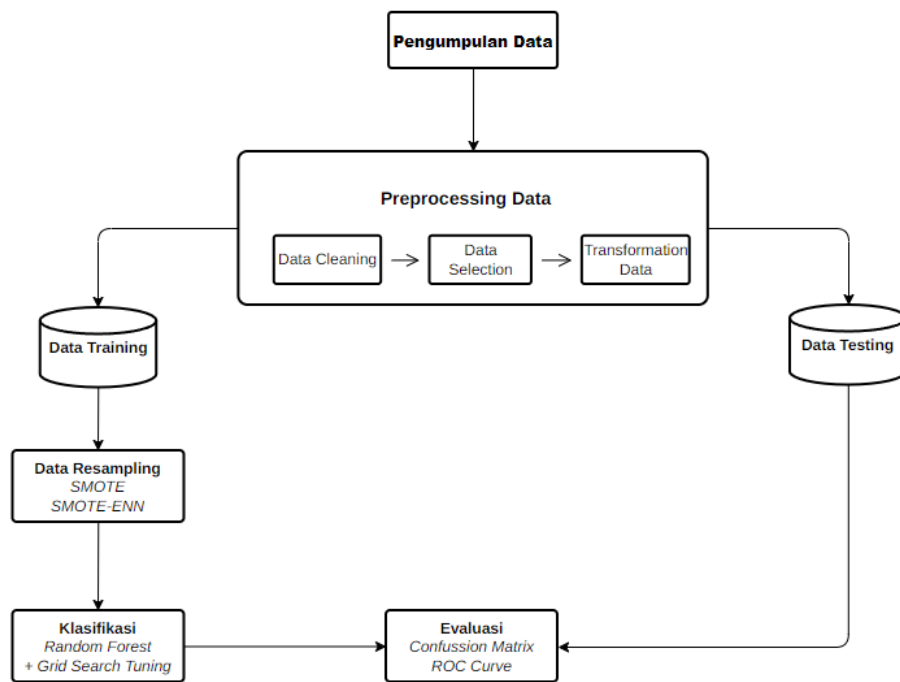 Pengumpulan Data
Preprocessing Data
Data Cleaning
Data
Selection
Transformation
Data
Data Training
Data Testing
Data Resampling
SMOTE
SMOTE-ENN
Klasifikasi
Random Forest
+ Grid Search Tuning
Evaluasi
Confussion Matrix
ROC Curve